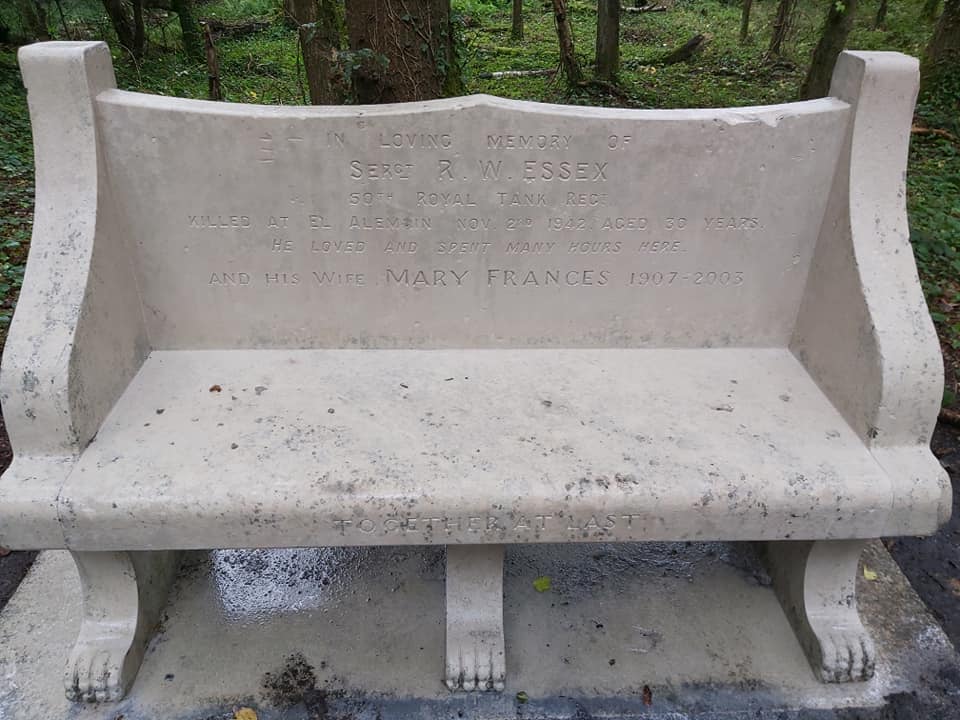 IN LOVING MEMORY OF
SERGT R. W. ESSEX
50TH ROYAL TANK REGT
KILLED AT EL ALEMEIN NOV. 2ND 1942. AGED 30 YEARS.
HE LOVED AND SPENT MANY HOURS HERE.
AND HIS WIFE MARY FRANCES 1907-2003
TOGETHER AT LAST